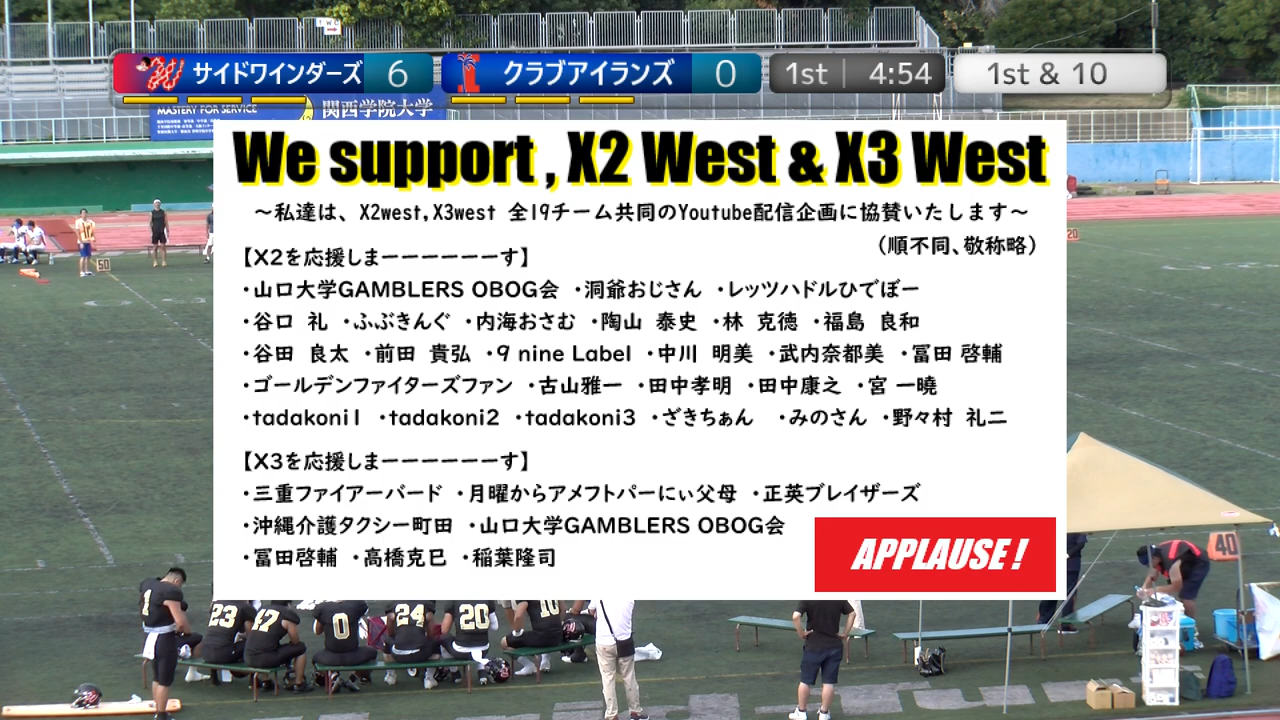 サイドワインダーズ 6 クラブアイランズ 0 1st 4:54 1st & 10
MASTERY FOR SERVICE 関西学院大学
We support , X2 West & X3 West
～私達は、X2west,X3west 全19チーム共同のYoutube配信企画に協賛いたします～
（順不同、敬称略）
【X2を応援しまーーーーーーす】
・山口大学GAMBLERS OBOG会 ・洞爺おじさん ・レッツハドルひでぼー
・谷口 礼 ・ふぶきんぐ ・内海おさむ ・陶山 泰史 ・林 克徳 ・福島 良和
・谷田 良太 ・前田 貴弘 ・9 nine Label ・中川 明美 ・武内奈都美 ・冨田 啓輔
・ゴールデンファイターズファン ・古山雅一 ・田中孝明 ・田中康之 ・宮 一曉
・tadakoni1 ・tadakoni2 ・tadakoni3 ・ざきちぁん ・みのさん ・野々村 礼二
【X3を応援しまーーーーーーす】
・三重ファイアーバード ・月曜からアメフトパーにぃ父母 ・正英ブレイザーズ
・沖縄介護タクシー町田 ・山口大学GAMBLERS OBOG会
・冨田啓輔 ・高橋克巳 ・稲葉隆司
APPLAUSE !
50
20
40
1 23 47 0 24 20 10